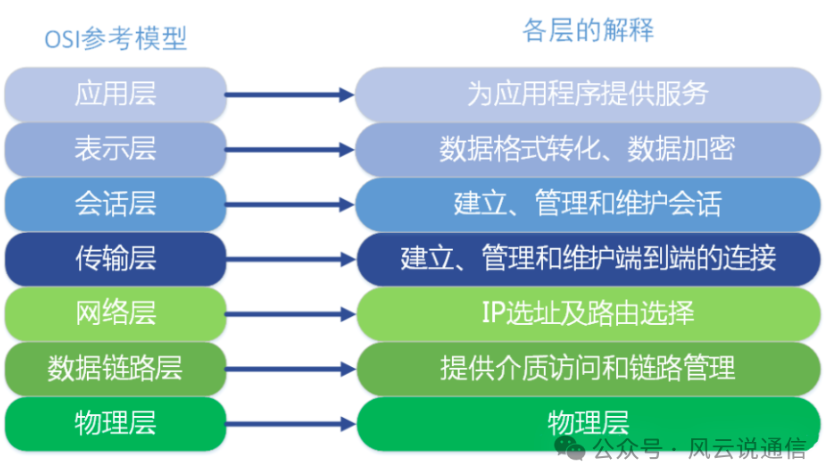 OSI参考模型
各层的解释
应用层
为应用程序提供服务
表示层
数据格式转化、数据加密
会话层
建立、管理和维护会话
传输层
建立、管理和维护端到端的连接
网络层
IP选址及路由选择
数据链路层
提供介质访问和链路管理
物理层
物理层
公众号·风云说通信